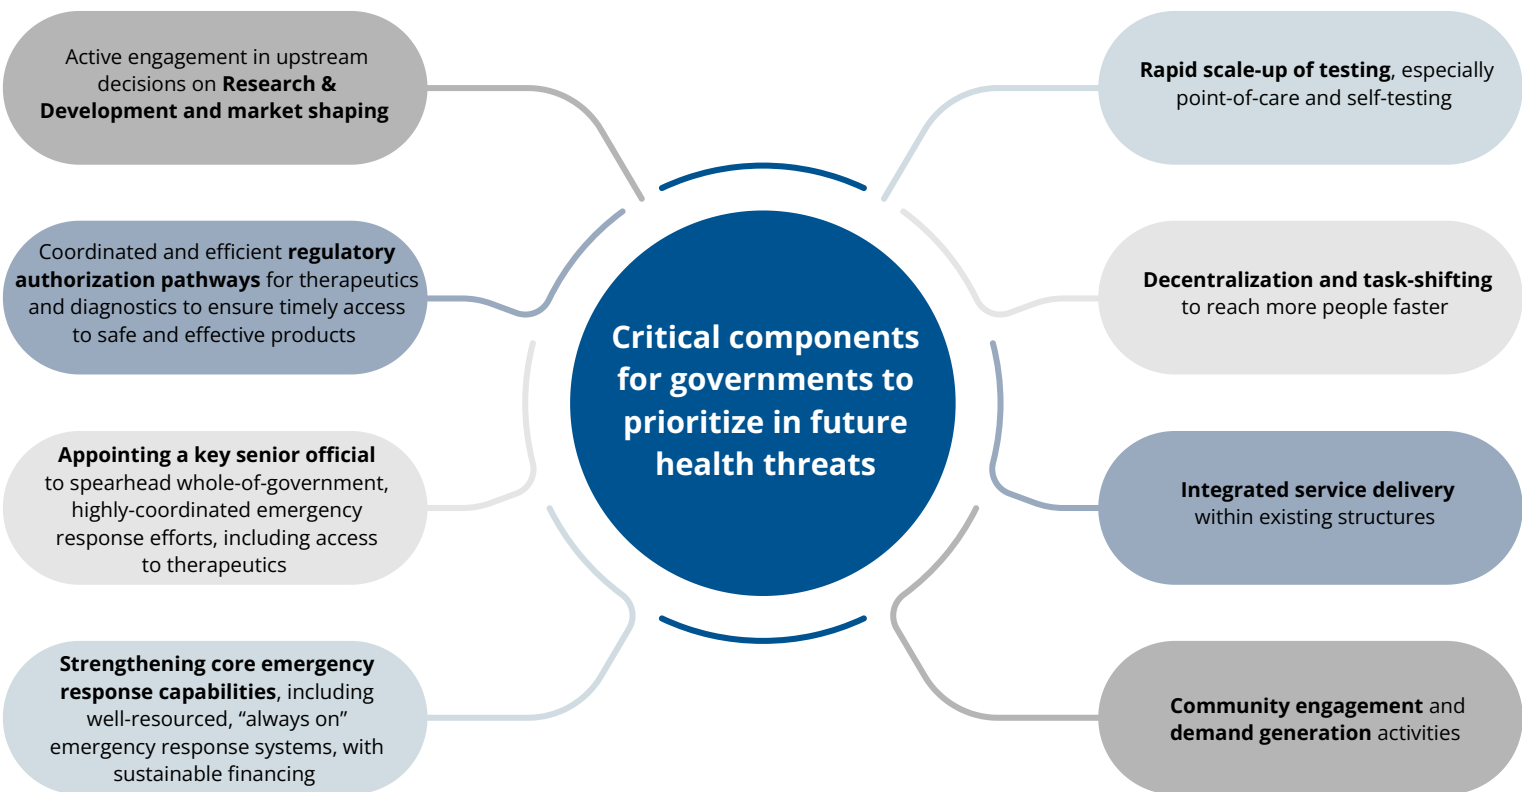 Active engagement in upstream
decisions on Research &
Development and market shaping
Coordinated and efficient regulatory
authorization pathways for therapeutics
and diagnostics to ensure timely access
to safe and effective products
Appointing a key senior official
to spearhead whole-of-government,
highly-coordinated emergency
response efforts, including access
to therapeutics
Strengthening core emergency
response capabilities, including
well-resourced, “always on”
emergency response systems, with
sustainable financing
Critical components
for governments to
prioritize in future
health threats
Rapid scale-up of testing, especially
point-of-care and self-testing
Decentralization and task-shifting
to reach more people faster
Integrated service delivery
within existing structures
Community engagement and
demand generation activities